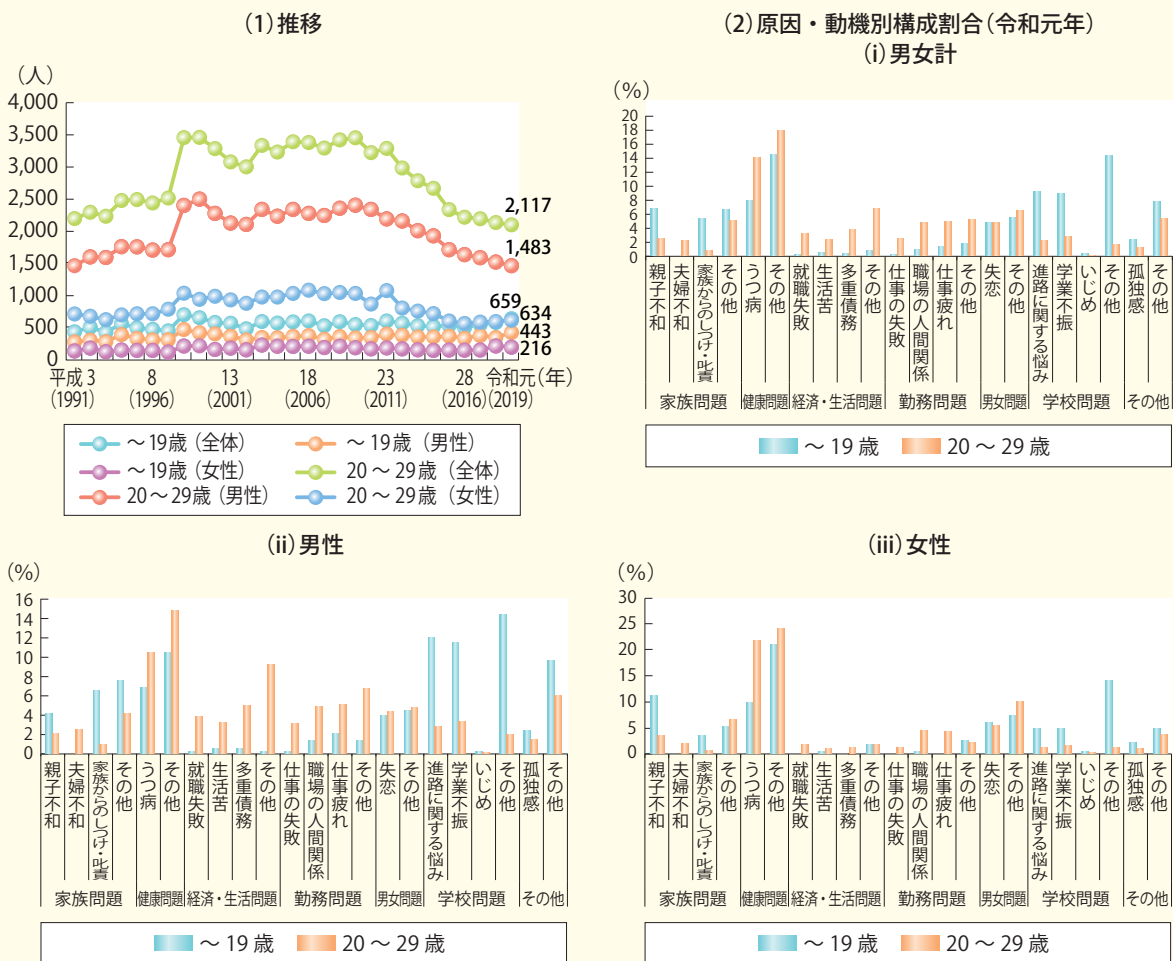 (1)推移
(人)
4,000
3,500
3,000
2,500
2,000
1,500
1,000
500
0
2,117
1,483
659
634
443
216
平成3 8 13 18 23 28 令和元(年)
(1991) (1996) (2001) (2006) (2011) (2016) (2019)
～19歳(全体) ～19歳(男性)
～19歳(女性) 20～29歳(全体)
20～29歳(男性) 20～29歳(女性)
(2)原因・動機別構成割合(令和元年)
(i)男女計
(%)
20
18
16
14
12
10
8
6
4
2
0
親子不和
夫婦不和
家族からのしつけ・叱責
その他
うつ病
その他
就職失敗
生活苦
多重債務
その他
仕事の失敗
職場の人間関係
仕事疲れ
その他
失恋
その他
進路に関する悩み
学業不振
いじめ
その他
孤独感
その他
家族問題 健康問題 経済・生活問題 勤務問題 男女問題 学校問題 その他
～19歳 20～29歳
(ii)男性
(%)
16
14
12
10
8
6
4
2
0
親子不和
夫婦不和
家族からのしつけ・叱責
その他
うつ病
その他
就職失敗
生活苦
多重債務
その他
仕事の失敗
職場の人間関係
仕事疲れ
その他
失恋
その他
進路に関する悩み
学業不振
いじめ
その他
孤独感
その他
家族問題 健康問題 経済・生活問題 勤務問題 男女問題 学校問題 その他
～19歳 20～29歳
(iii)女性
(%)
30
25
20
15
10
5
0
親子不和
夫婦不和
家族からのしつけ・叱責
その他
うつ病
その他
就職失敗
生活苦
多重債務
その他
仕事の失敗
職場の人間関係
仕事疲れ
その他
失恋
その他
進路に関する悩み
学業不振
いじめ
その他
孤独感
その他
家族問題 健康問題 経済・生活問題 勤務問題 男女問題 学校問題 その他
～19歳 20～29歳